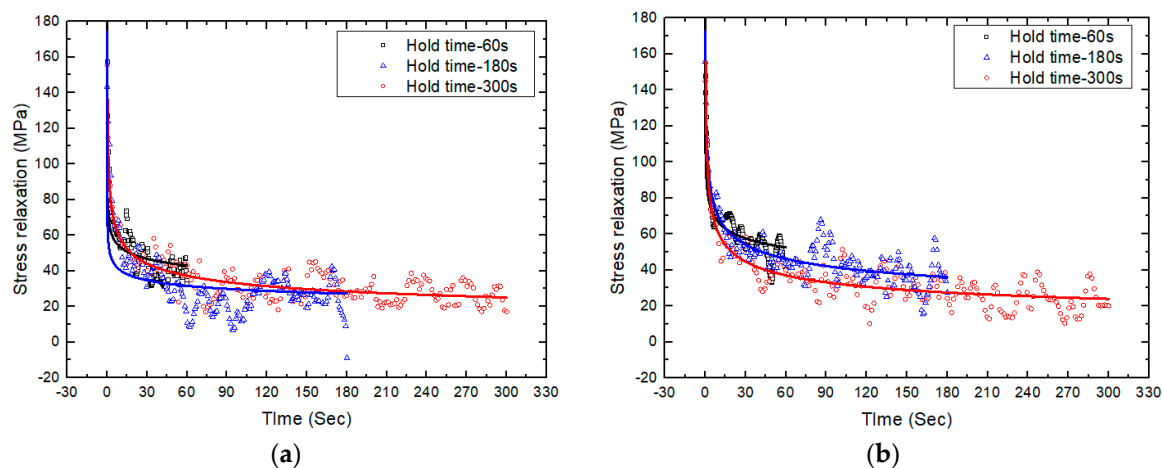 180
160
140
120
100
80
60
40
20
0
-20
Stress relaxation (MPa)
Hold time-60s
Hold time-180s
Hold time-300s
-30 0 30 60 90 120 150 180 210 240 270 300 330
TIme (Sec)
(a)
180
160
140
120
100
80
60
40
20
0
-20
Stress relaxation (MPa)
Hold time-60s
Hold time-180s
Hold time-300s
-30 0 30 60 90 120 150 180 210 240 270 300 330
TIme (Sec)
(b)